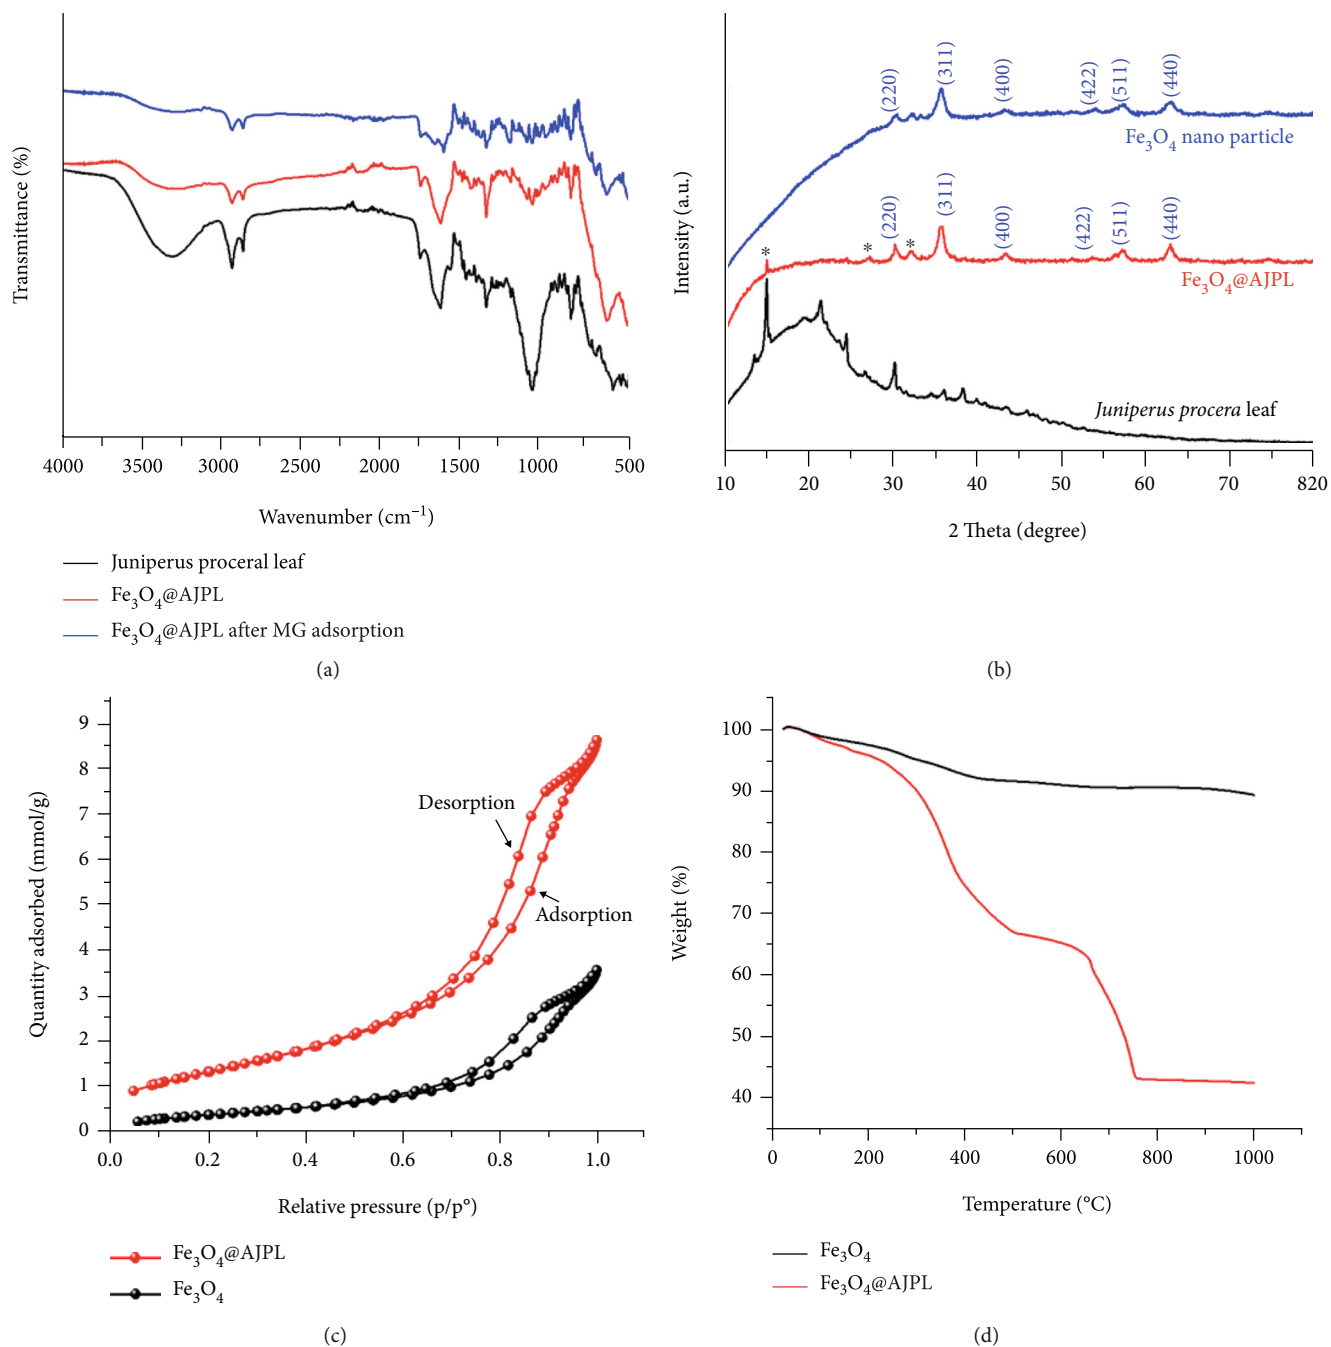 Transmittance (%)
4000 3500 3000 2500 2000 1500 1000 500
Wavenumber (cm⁻¹)
Juniperus proceral leaf
Fe₃O₄@AJPL
Fe₃O₄@AJPL after MG adsorption
(a)
Intensity (a.u.)
(220) (311) (400) (422) (511) (440)
Fe₃O₄ nano particle
* * *
(220) (311) (400) (422) (511) (440)
Fe₃O₄@AJPL
Juniperus procera leaf
10 20 30 40 50 60 70 820
2 Theta (degree)
(b)
Quantity adsorbed (mmol/g)
9
8
7
6
5
4
3
2
1
0
Desorption
Adsorption
0.0 0.2 0.4 0.6 0.8 1.0
Relative pressure (p/p°)
Fe₃O₄@AJPL
Fe₃O₄
(c)
Weight (%)
100
90
80
70
60
50
40
0 200 400 600 800 1000
Temperature (°C)
Fe₃O₄
Fe₃O₄@AJPL
(d)